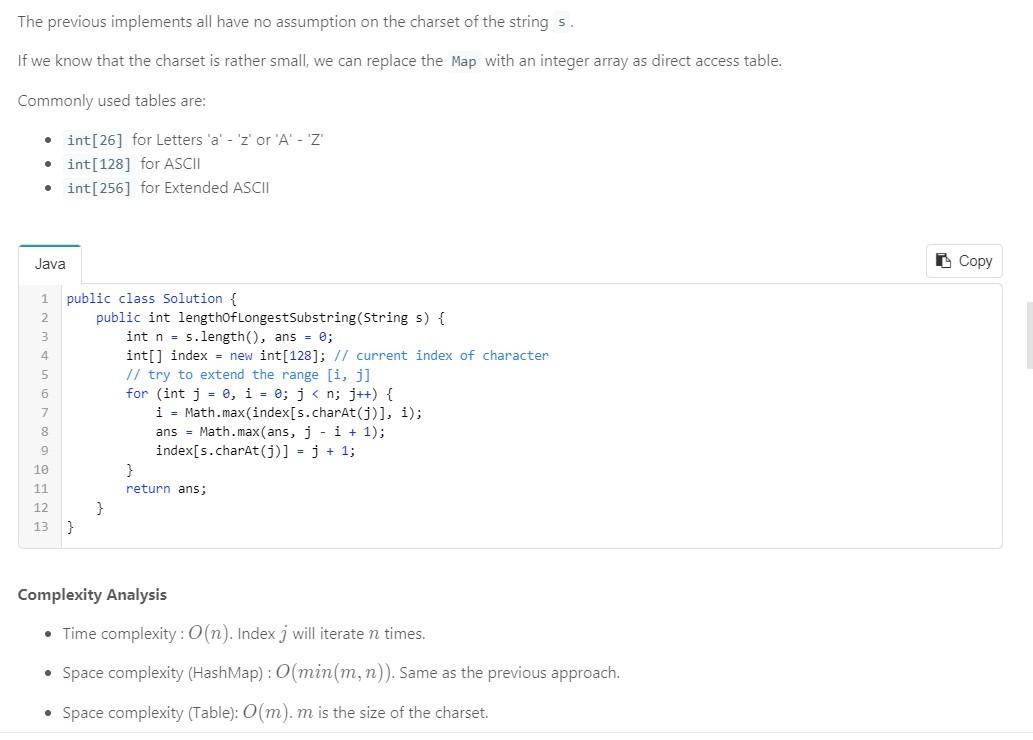 The previous implements all have no assumption on the charset of the string s.
If we know that the charset is rather small, we can replace the Map with an integer array as direct access table.
Commonly used tables are:
• int[26] for Letters 'a' - 'z' or 'A' - 'Z'
• int[128] for ASCII
• int[256] for Extended ASCII
Java
Copy
1 public class Solution {
2     public int lengthOfLongestSubstring(String s) {
3         int n = s.length(), ans = 0;
4         int[] index = new int[128]; // current index of character
5         // try to extend the range [i, j]
6         for (int j = 0, i = 0; j < n; j++) {
7             i = Math.max(index[s.charAt(j)], i);
8             ans = Math.max(ans, j - i + 1);
9             index[s.charAt(j)] = j + 1;
10         }
11         return ans;
12     }
13 }
Complexity Analysis
• Time complexity : O(n). Index j will iterate n times.
• Space complexity (HashMap) : O(min(m, n)). Same as the previous approach.
• Space complexity (Table): O(m). m is the size of the charset.